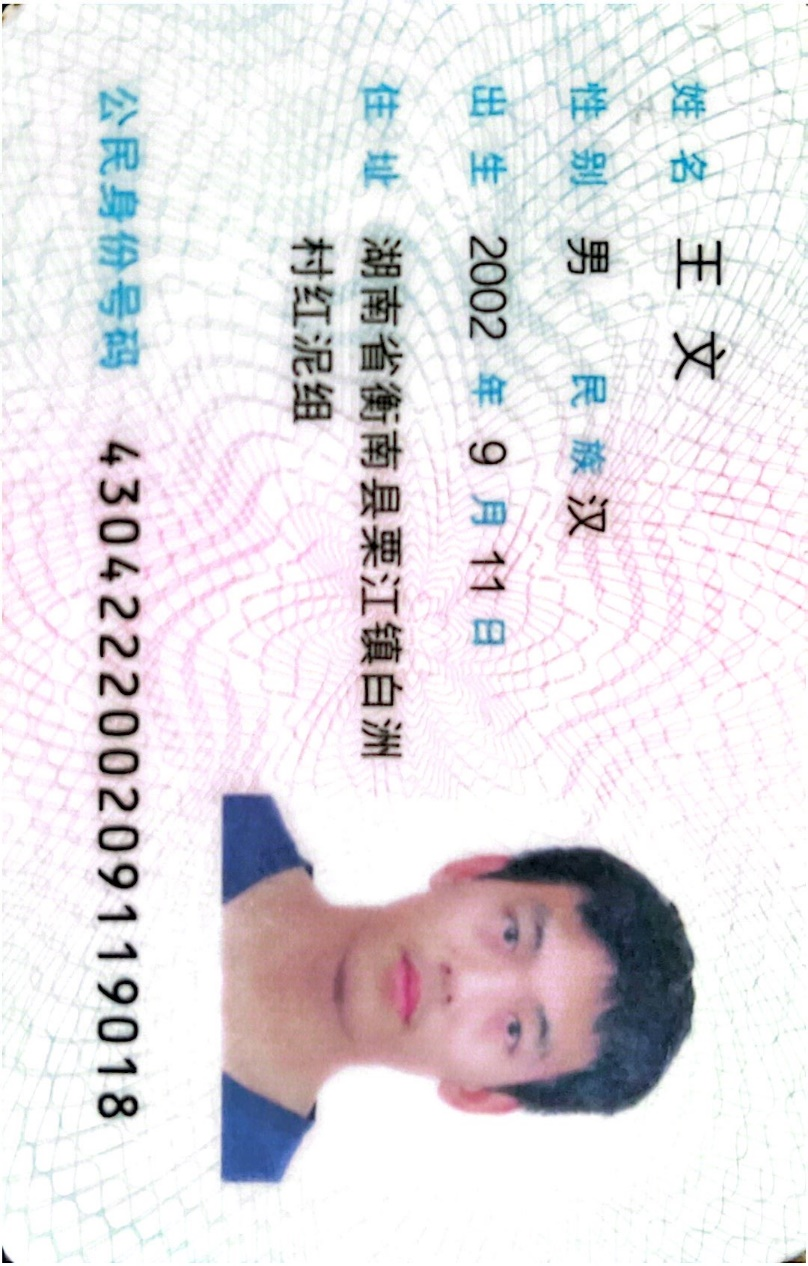 姓名 王文
性别 男 民族 汉
出生 2002 年 9 月 11 日
住址 湖南省衡南县栗江镇白洲
村红泥组
公民身份号码 430422200209119018